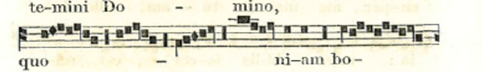 te-mini Do - mino,
quo - ni-am bo-